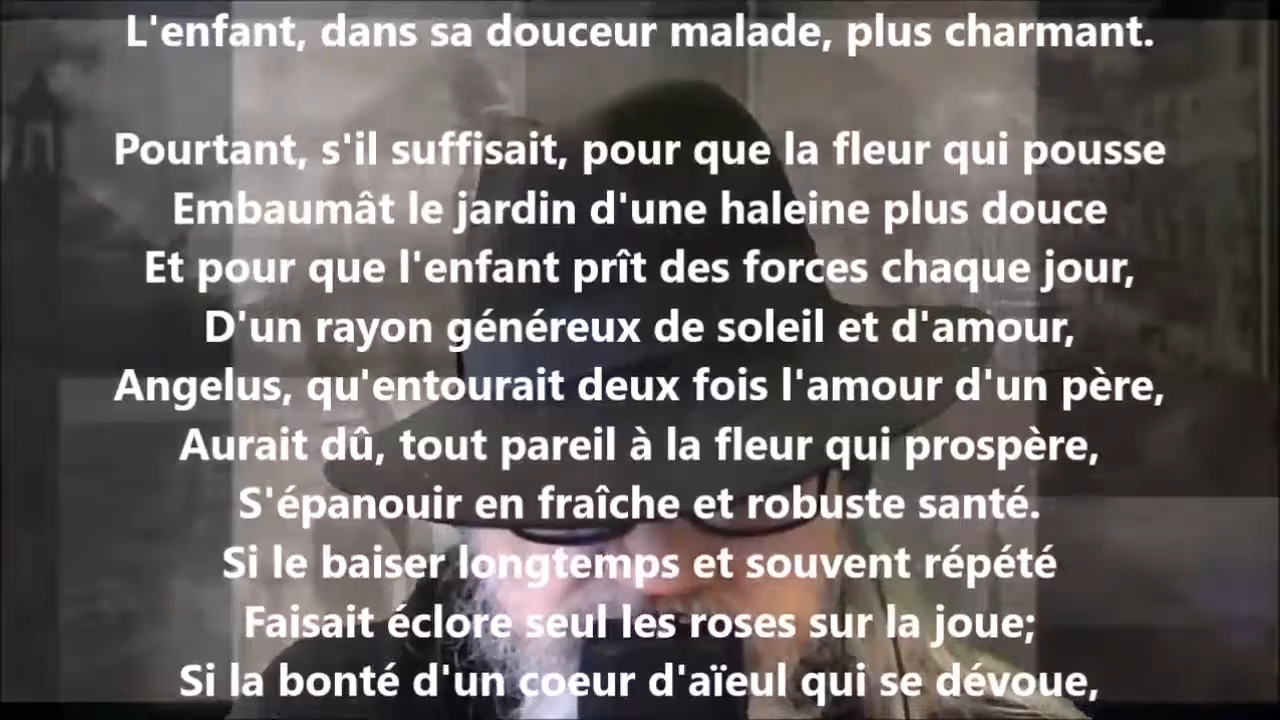 L'enfant, dans sa douceur malade, plus charmant.
Pourtant, s'il suffisait, pour que la fleur qui pousse
Embaumât le jardin d'une haleine plus douce
Et pour que l'enfant prît des forces chaque jour,
D'un rayon généreux de soleil et d'amour,
Angelus, qu'entourait deux fois l'amour d'un père,
Aurait dû, tout pareil à la fleur qui prospère,
S'épanouir en fraîche et robuste santé.
Si le baiser longtemps et souvent répété
Faisait éclore seul les roses sur la joue;
Si la bonté d'un coeur d'aïeul qui se dévoue,